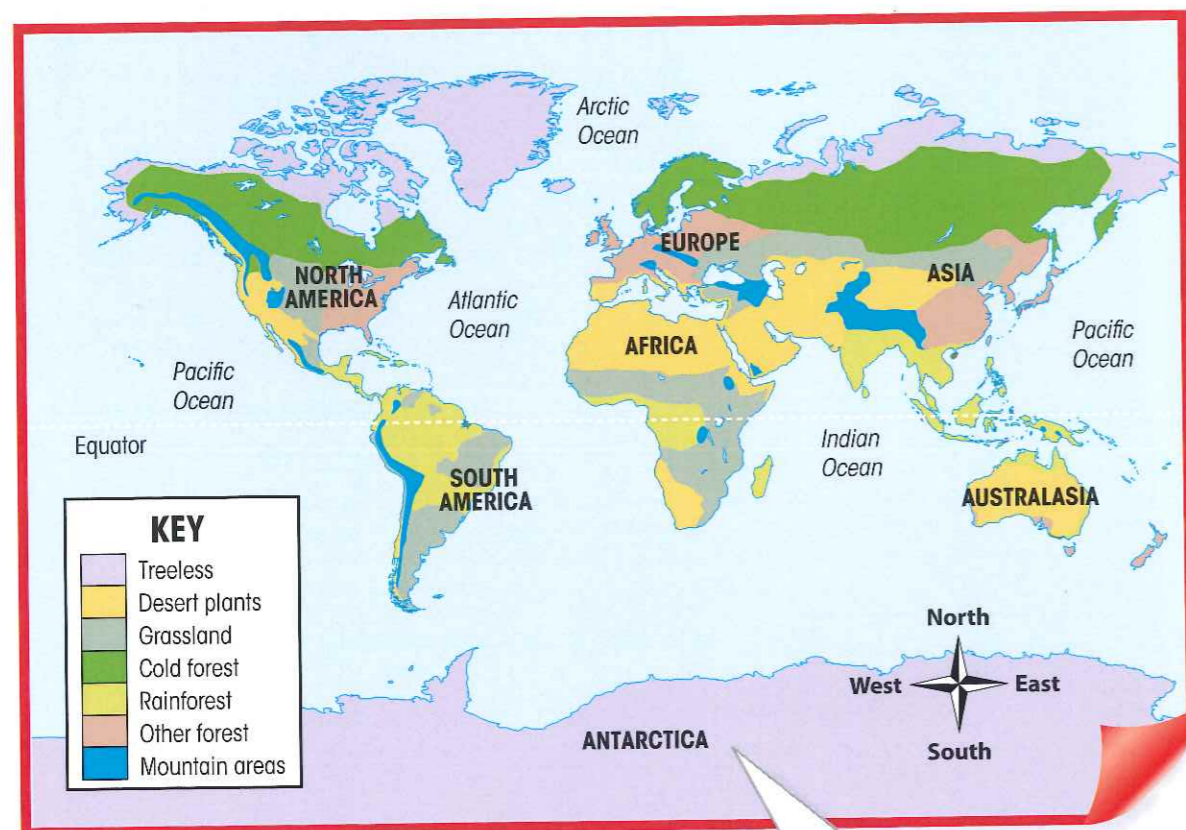 Arctic
Ocean
EUROPE
NORTH
AMERICA
ASIA
Atlantic
Ocean
AFRICA
Pacific
Ocean
Pacific
Ocean
Equator
Indian
Ocean
SOUTH
AMERICA
AUSTRALASIA
KEY
Treeless
Desert plants
Grassland
Cold forest
Rainforest
Other forest
Mountain areas
North
West
East
South
ANTARCTICA